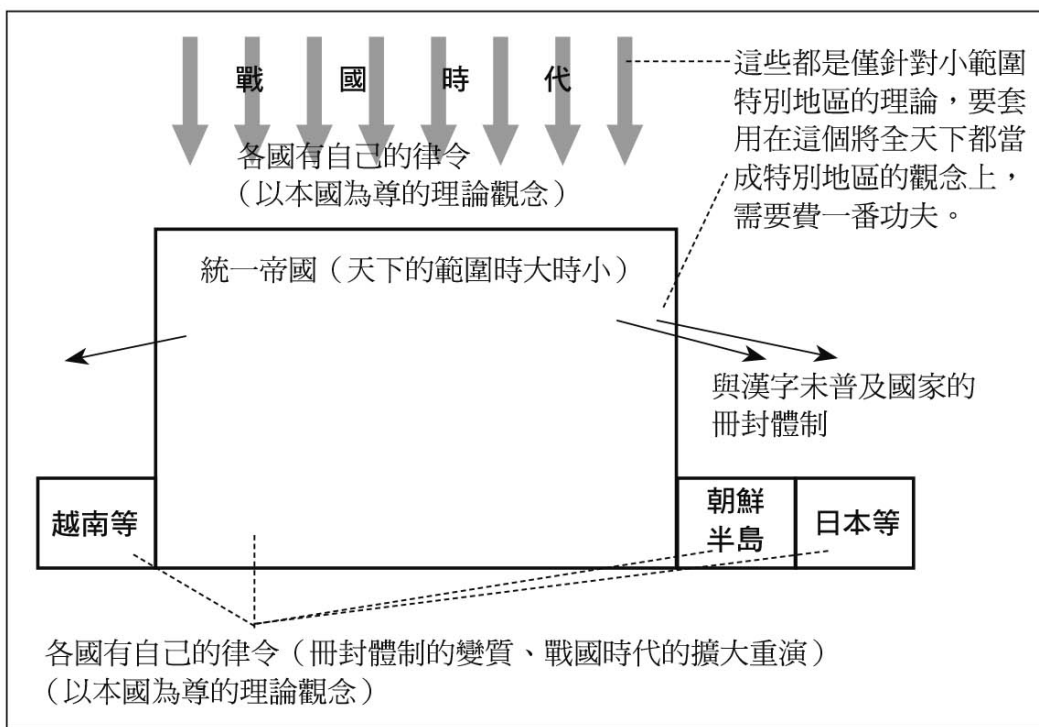 戰國時代
這些都是僅針對小範圍
特別地區的理論，要套
用在這個將全天下都當
成特別地區的觀念上，
需要費一番功夫。
各國有自己的律令
（以本國為尊的理論觀念）
統一帝國（天下的範圍時大時小）
與漢字未普及國家的
冊封體制
越南等
朝鮮
半島
日本等
各國有自己的律令（冊封體制的變質、戰國時代的擴大重演）
（以本國為尊的理論觀念）